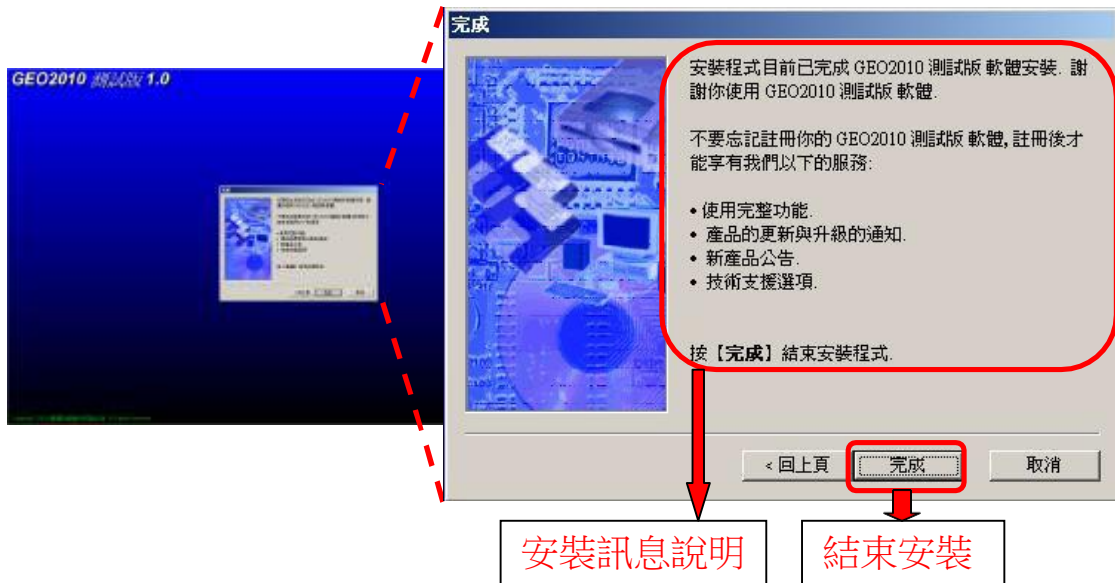 完成
GEO2010 測試版 1.0
安裝程式目前已完成 GEO2010 測試版 軟體安裝. 謝
謝你使用 GEO2010 測試版 軟體.
不要忘記註冊你的 GEO2010 測試版 軟體, 註冊後才
能享有我們以下的服務:
• 使用完整功能.
• 產品的更新與升級的通知.
• 新產品公告.
• 技術支援選項.
按【完成】結束安裝程式.
< 回上頁 完成 取消
安裝訊息說明 結束安裝